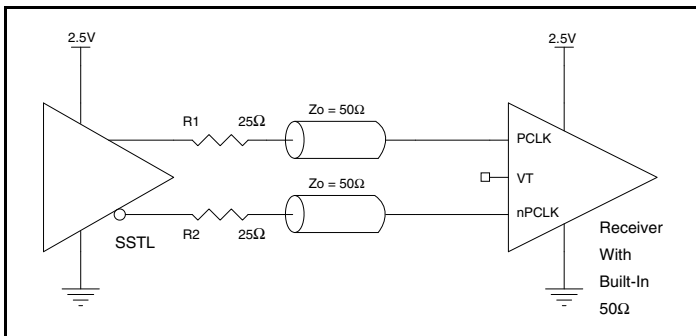 2.5V
2.5V
R1
25Ω
Zo = 50Ω
PCLK
VT
Zo = 50Ω
nPCLK
SSTL
R2
25Ω
Receiver
With
Built-In
50Ω